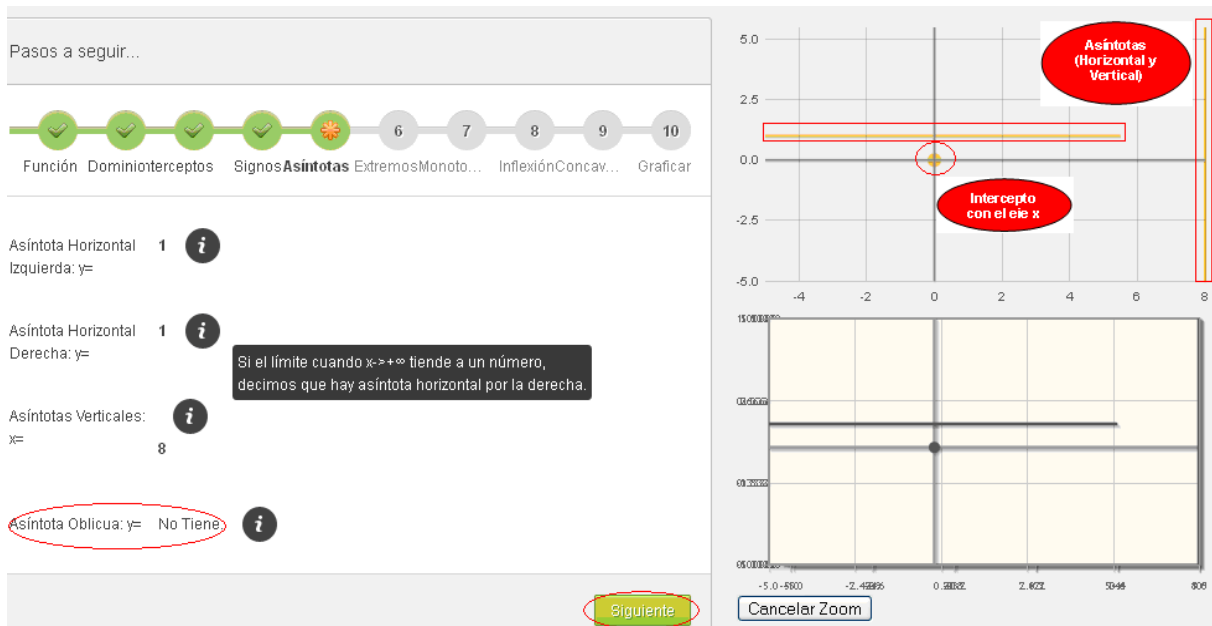 Pasos a seguir...
6 7 8 9 10
Función Dominio Interceptos Signos Asíntotas Extremos Monoto... Inflexión Concav... Graficar
Asíntota Horizontal 1 i
Izquierda: y=
Asíntota Horizontal 1 i
Derecha: y=
Si el límite cuando x->+∞ tiende a un número,
decimos que hay asíntota horizontal por la derecha.
Asíntotas Verticales: i
x=
8
Asíntota Oblicua: y= No Tiene. i
Siguiente
5.0
2.5
0.0
-2.5
-5.0
-4 -2 0 2 4 6 8
Asíntotas
(Horizontal y
Vertical)
Intercepto
con el eje x
Cancelar Zoom